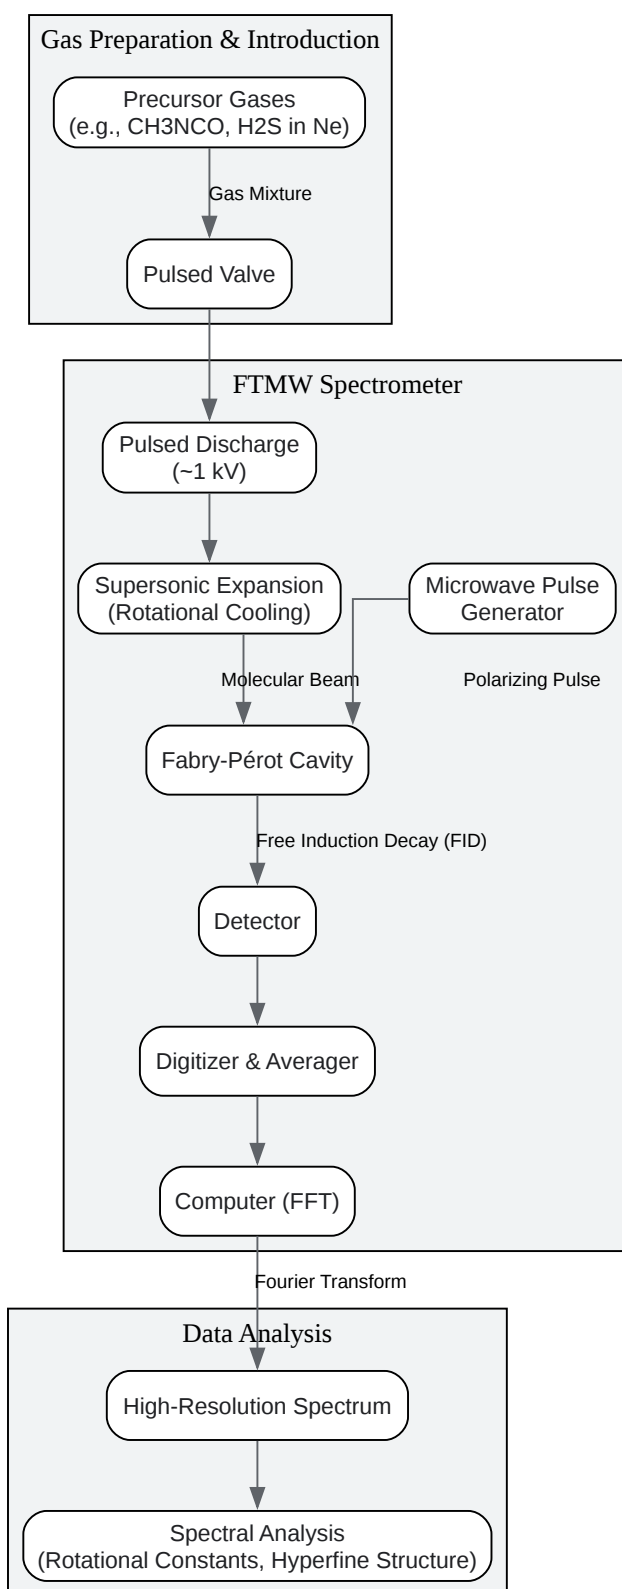 Gas Preparation & Introduction
Precursor Gases
(e.g., CH3NCO, H2S in Ne)
Gas Mixture
Pulsed Valve
FTMW Spectrometer
Pulsed Discharge
(~1 kV)
Supersonic Expansion
(Rotational Cooling)
Microwave Pulse
Generator
Molecular Beam
Polarizing Pulse
Fabry-Pérot Cavity
Free Induction Decay (FID)
Detector
Digitizer & Averager
Computer (FFT)
Fourier Transform
Data Analysis
High-Resolution Spectrum
Spectral Analysis
(Rotational Constants, Hyperfine Structure)